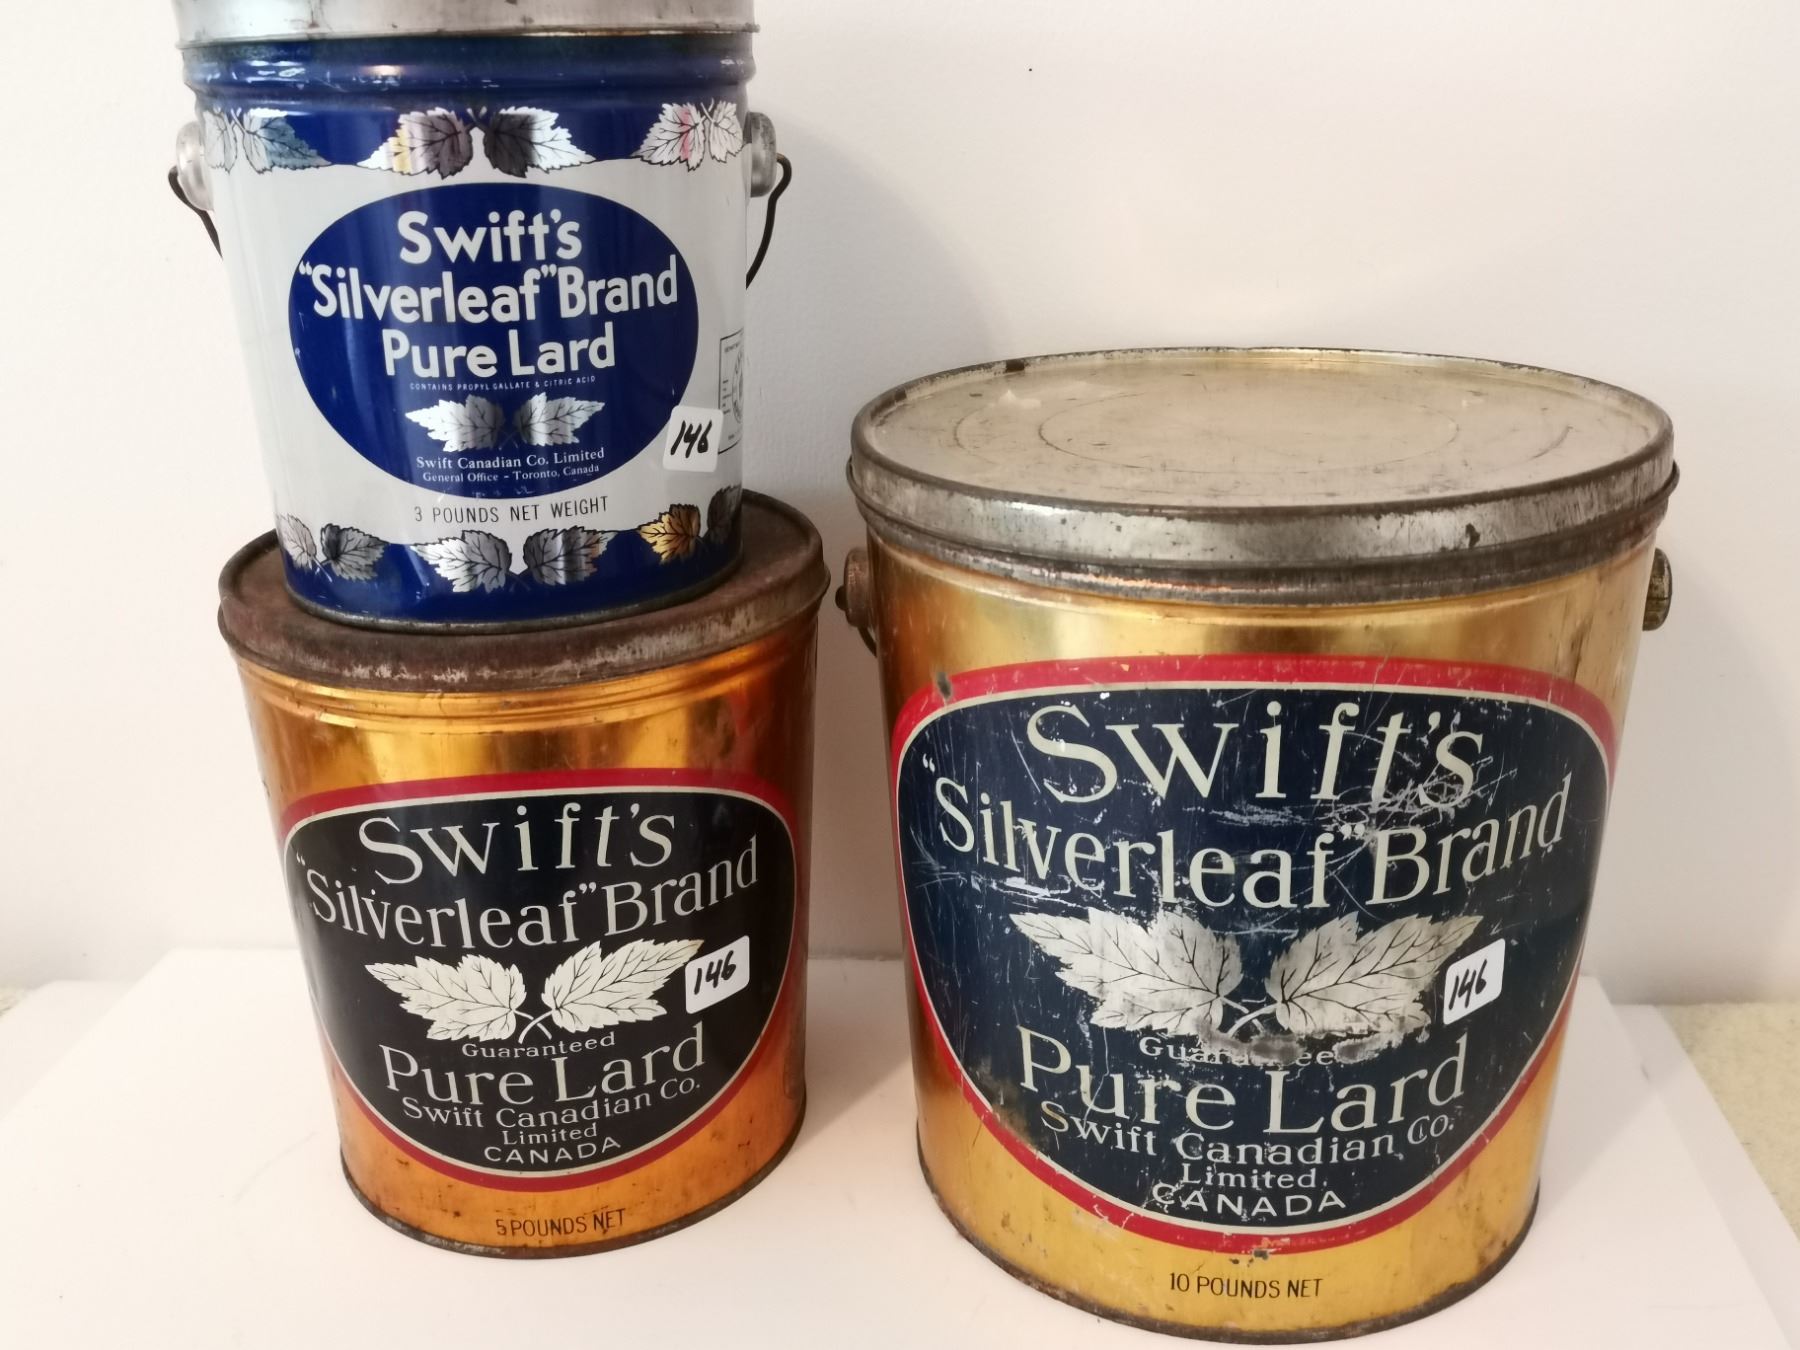 Swift's
"Silverleaf" Brand
Pure Lard
CONTAINS PROPYL GALLATE & CITRIC ACID
146
Swift Canadian Co. Limited
General Office - Toronto, Canada
3 POUNDS NET WEIGHT
Swift's
"Silverleaf" Brand
146
Guaranteed
Pure Lard
Swift Canadian Co.
Limited
CANADA
5 POUNDS NET
Swift's
"Silverleaf" Brand
146
Pure Lard
Swift Canadian Co.
Limited
CANADA
10 POUNDS NET